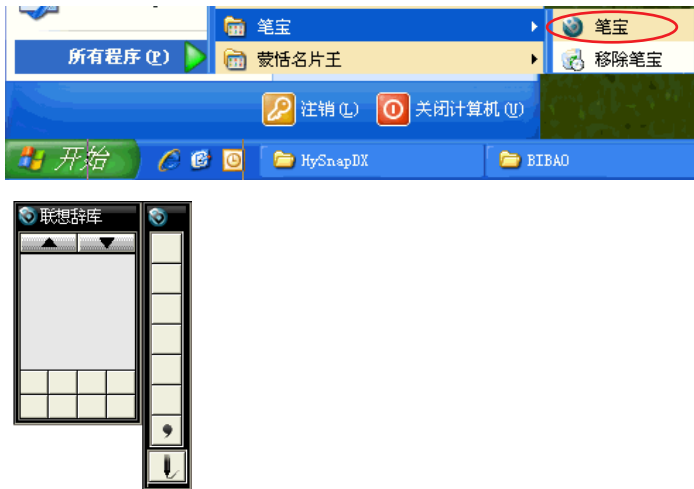 笔宝
笔宝
所有程序(P)
蒙恬名片王
移除笔宝
注销(L)
关闭计算机(U)
开始
HySnapDX
BIBAO
联想辞库
,